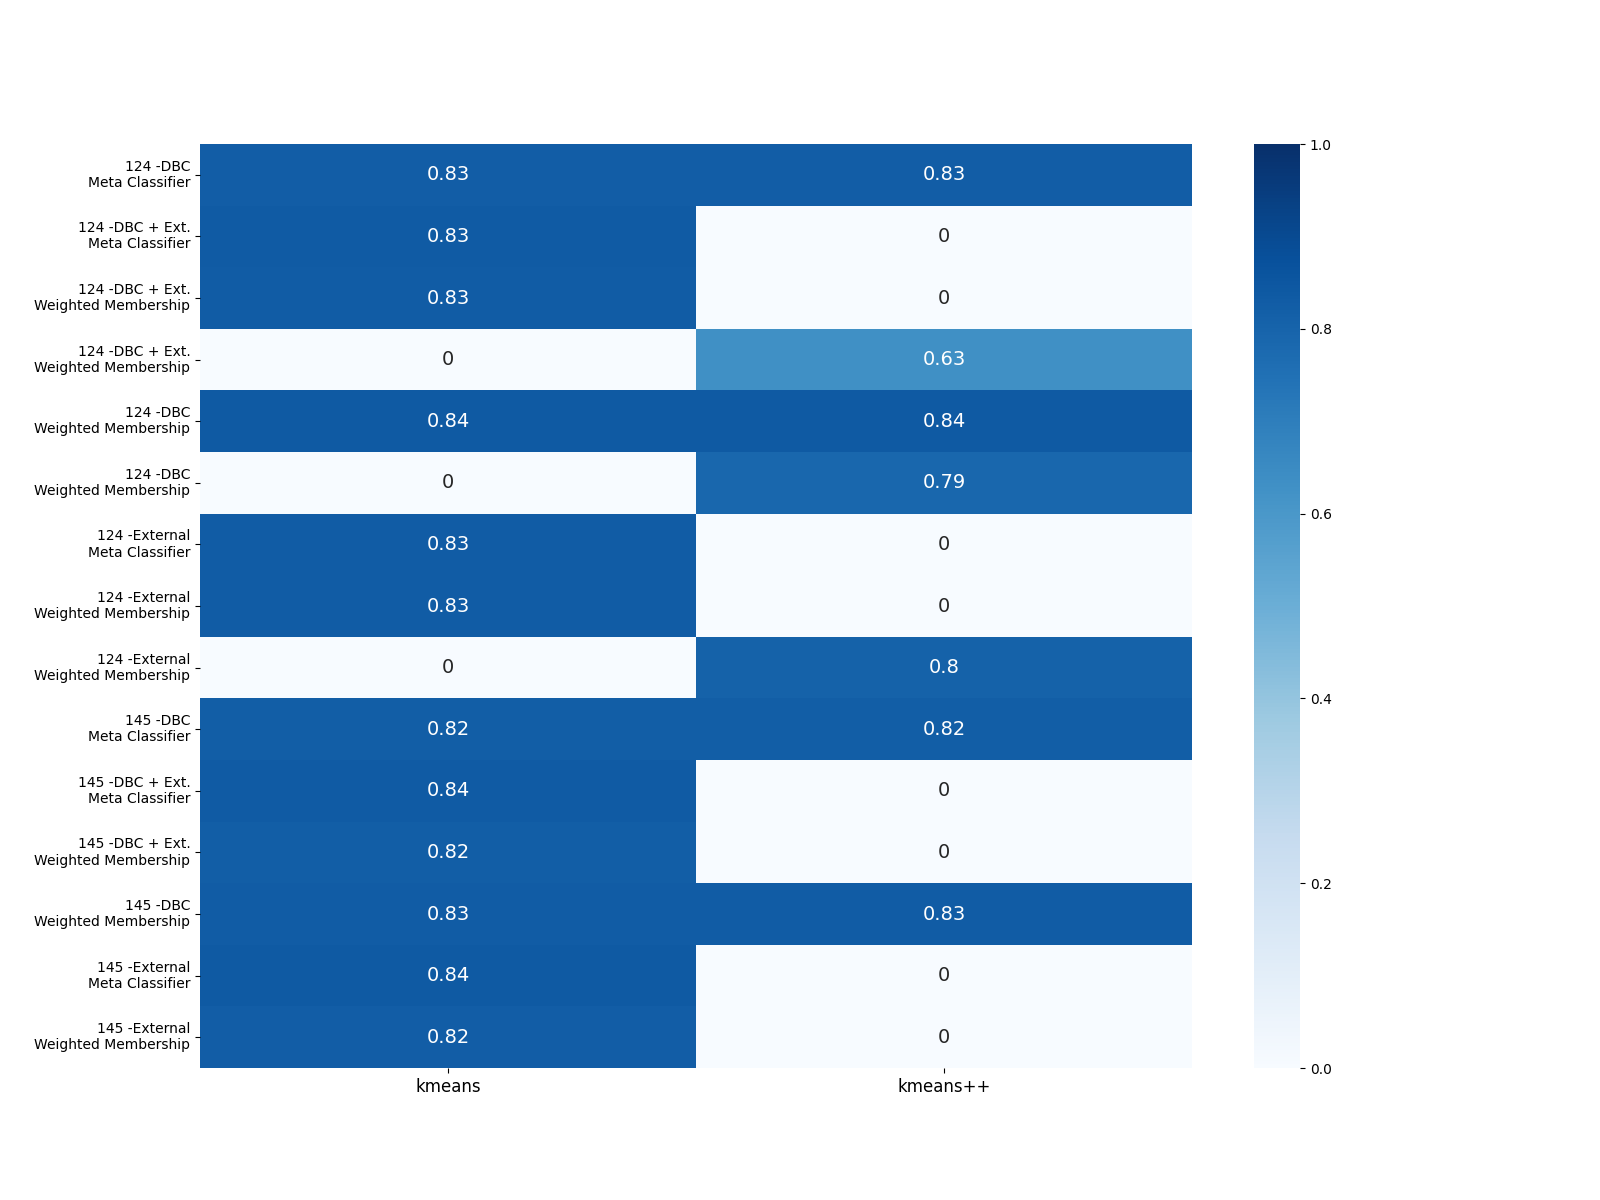 124 -DBC
Meta Classifier
0.83
0.83
124 -DBC + Ext.
Meta Classifier
0.83
0
124 -DBC + Ext.
Weighted Membership
0.83
0
124 -DBC + Ext.
Weighted Membership
0
0.63
124 -DBC
Weighted Membership
0.84
0.84
124 -DBC
Weighted Membership
0
0.79
124 -External
Meta Classifier
0.83
0
124 -External
Weighted Membership
0.83
0
124 -External
Weighted Membership
0
0.8
145 -DBC
Meta Classifier
0.82
0.82
145 -DBC + Ext.
Meta Classifier
0.84
0
145 -DBC + Ext.
Weighted Membership
0.82
0
145 -DBC
Weighted Membership
0.83
0.83
145 -External
Meta Classifier
0.84
0
145 -External
Weighted Membership
0.82
0
kmeans
kmeans++
1.0
0.8
0.6
0.4
0.2
0.0